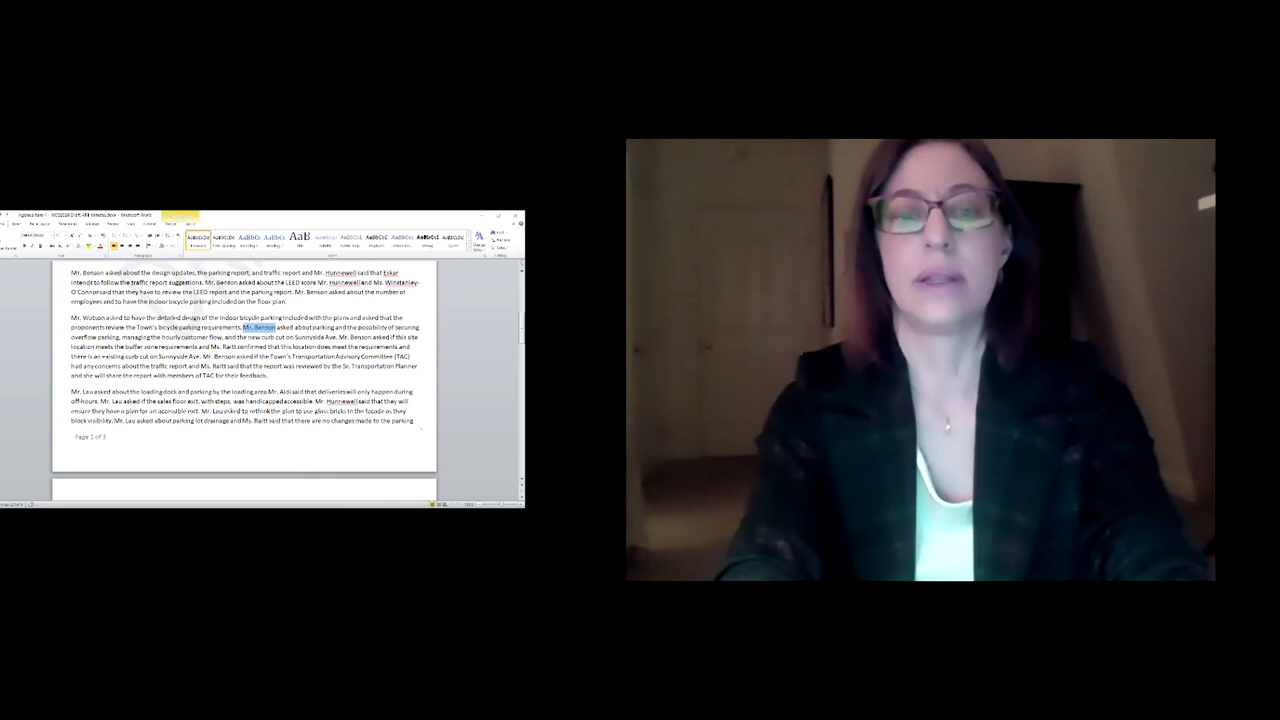 Agenda Item
Draft
Minutes.docx - Microsoft Word
AaB
Mr. Benson asked about the design updates, the parking report, and traffic report and Mr. Hunnewell said that Eskar
intends to follow the traffic report suggestions. Mr. Benson asked about the LEED score Mr. Hunnewell and Ms. Winstanley-
O'Connor said that they have to review the LEED report and the parking report. Mr. Benson asked about the number of
employees and to have the indoor bicycle parking included on the floor plan.
Mr. Watson asked to have the detailed design of the indoor bicycle parking included with the plans and asked that the
proponents review the Town's bicycle parking requirements. Mr. Benson asked about parking and the possibility of securing
overflow parking, managing the hourly customer flow, and the new curb cut on Sunnyside Ave. Mr. Benson asked if this site
location meets the buffer zone requirements and Ms. Raitt confirmed that this location does meet the requirements and
there is an existing curb cut on Sunnyside Ave. Mr. Benson asked if the Town's Transportation Advisory Committee (TAC)
had any concerns about the traffic report and Ms. Raitt said that the report was reviewed by the Sr. Transportation Planner
and she will share the report with members of TAC for their feedback.
Mr. Lau asked about the loading dock and parking by the loading area Mr. Aldi said that deliveries will only happen during
off-hours. Mr. Lau asked if the sales floor exit, with steps, was handicapped accessible. Mr. Hunnewell said that they will
ensure they have a plan for an accessible exit. Mr. Lau asked to rethink the plan to use glass bricks in the facade as they
block visibility. Mr. Lau asked about parking lot drainage and Ms. Raitt said that there are no changes made to the parking
Page 1 of 3